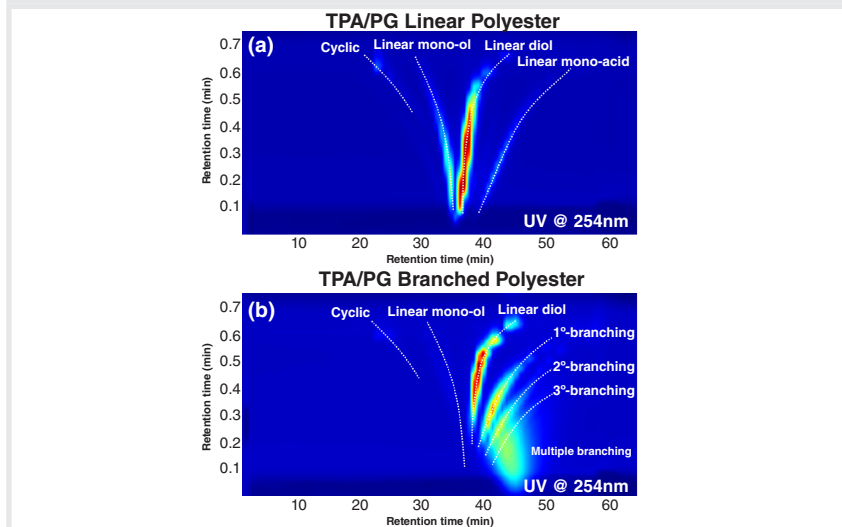 TPA/PG Linear Polyester
(a)
Cyclic
Linear mono-ol
Linear diol
Linear mono-acid
0.7
0.6
0.5
0.4
0.3
0.2
0.1
Retention time (min)
UV @ 254nm
10 20 30 40 50 60
Retention time (min)
TPA/PG Branched Polyester
(b)
Cyclic
Linear mono-ol
Linear diol
1º-branching
2º-branching
3º-branching
Multiple branching
0.7
0.6
0.5
0.4
0.3
0.2
0.1
Retention time (min)
UV @ 254nm
10 20 30 40 50 60
Retention time (min)